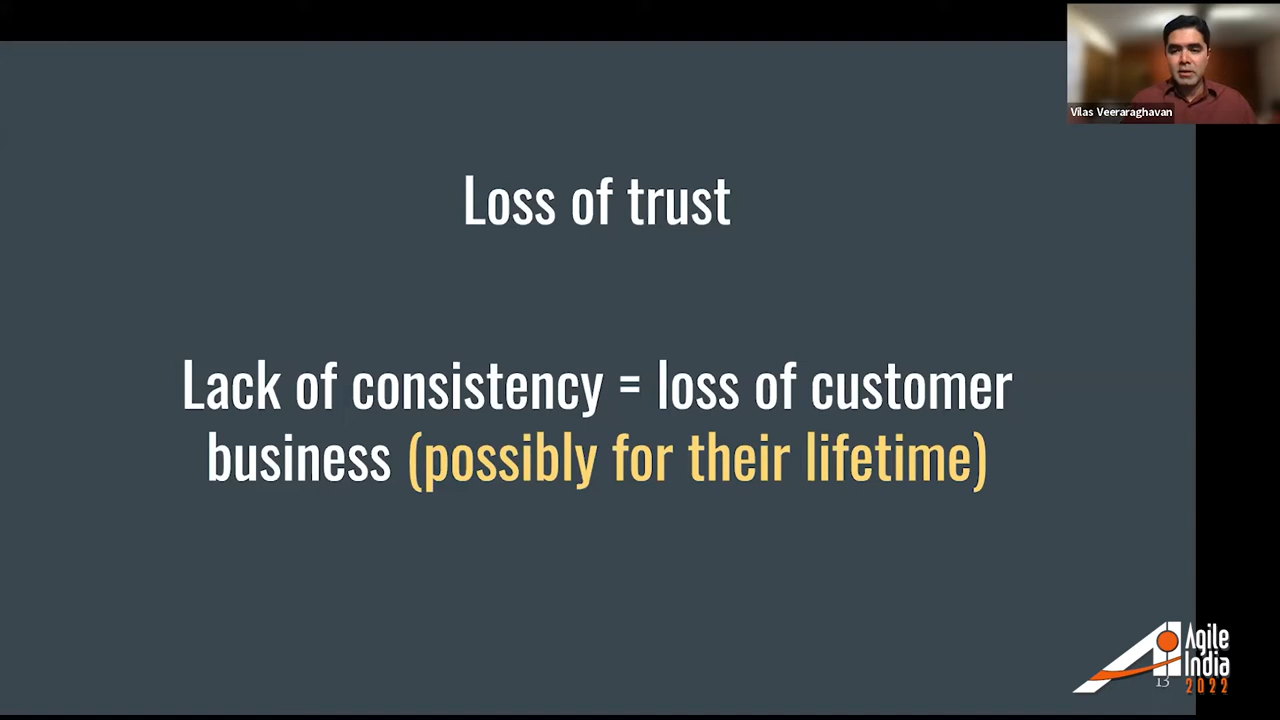 Vilas Veeraraghavan
Loss of trust
Lack of consistency = loss of customer
business (possibly for their lifetime)
Agile
India
2022
13